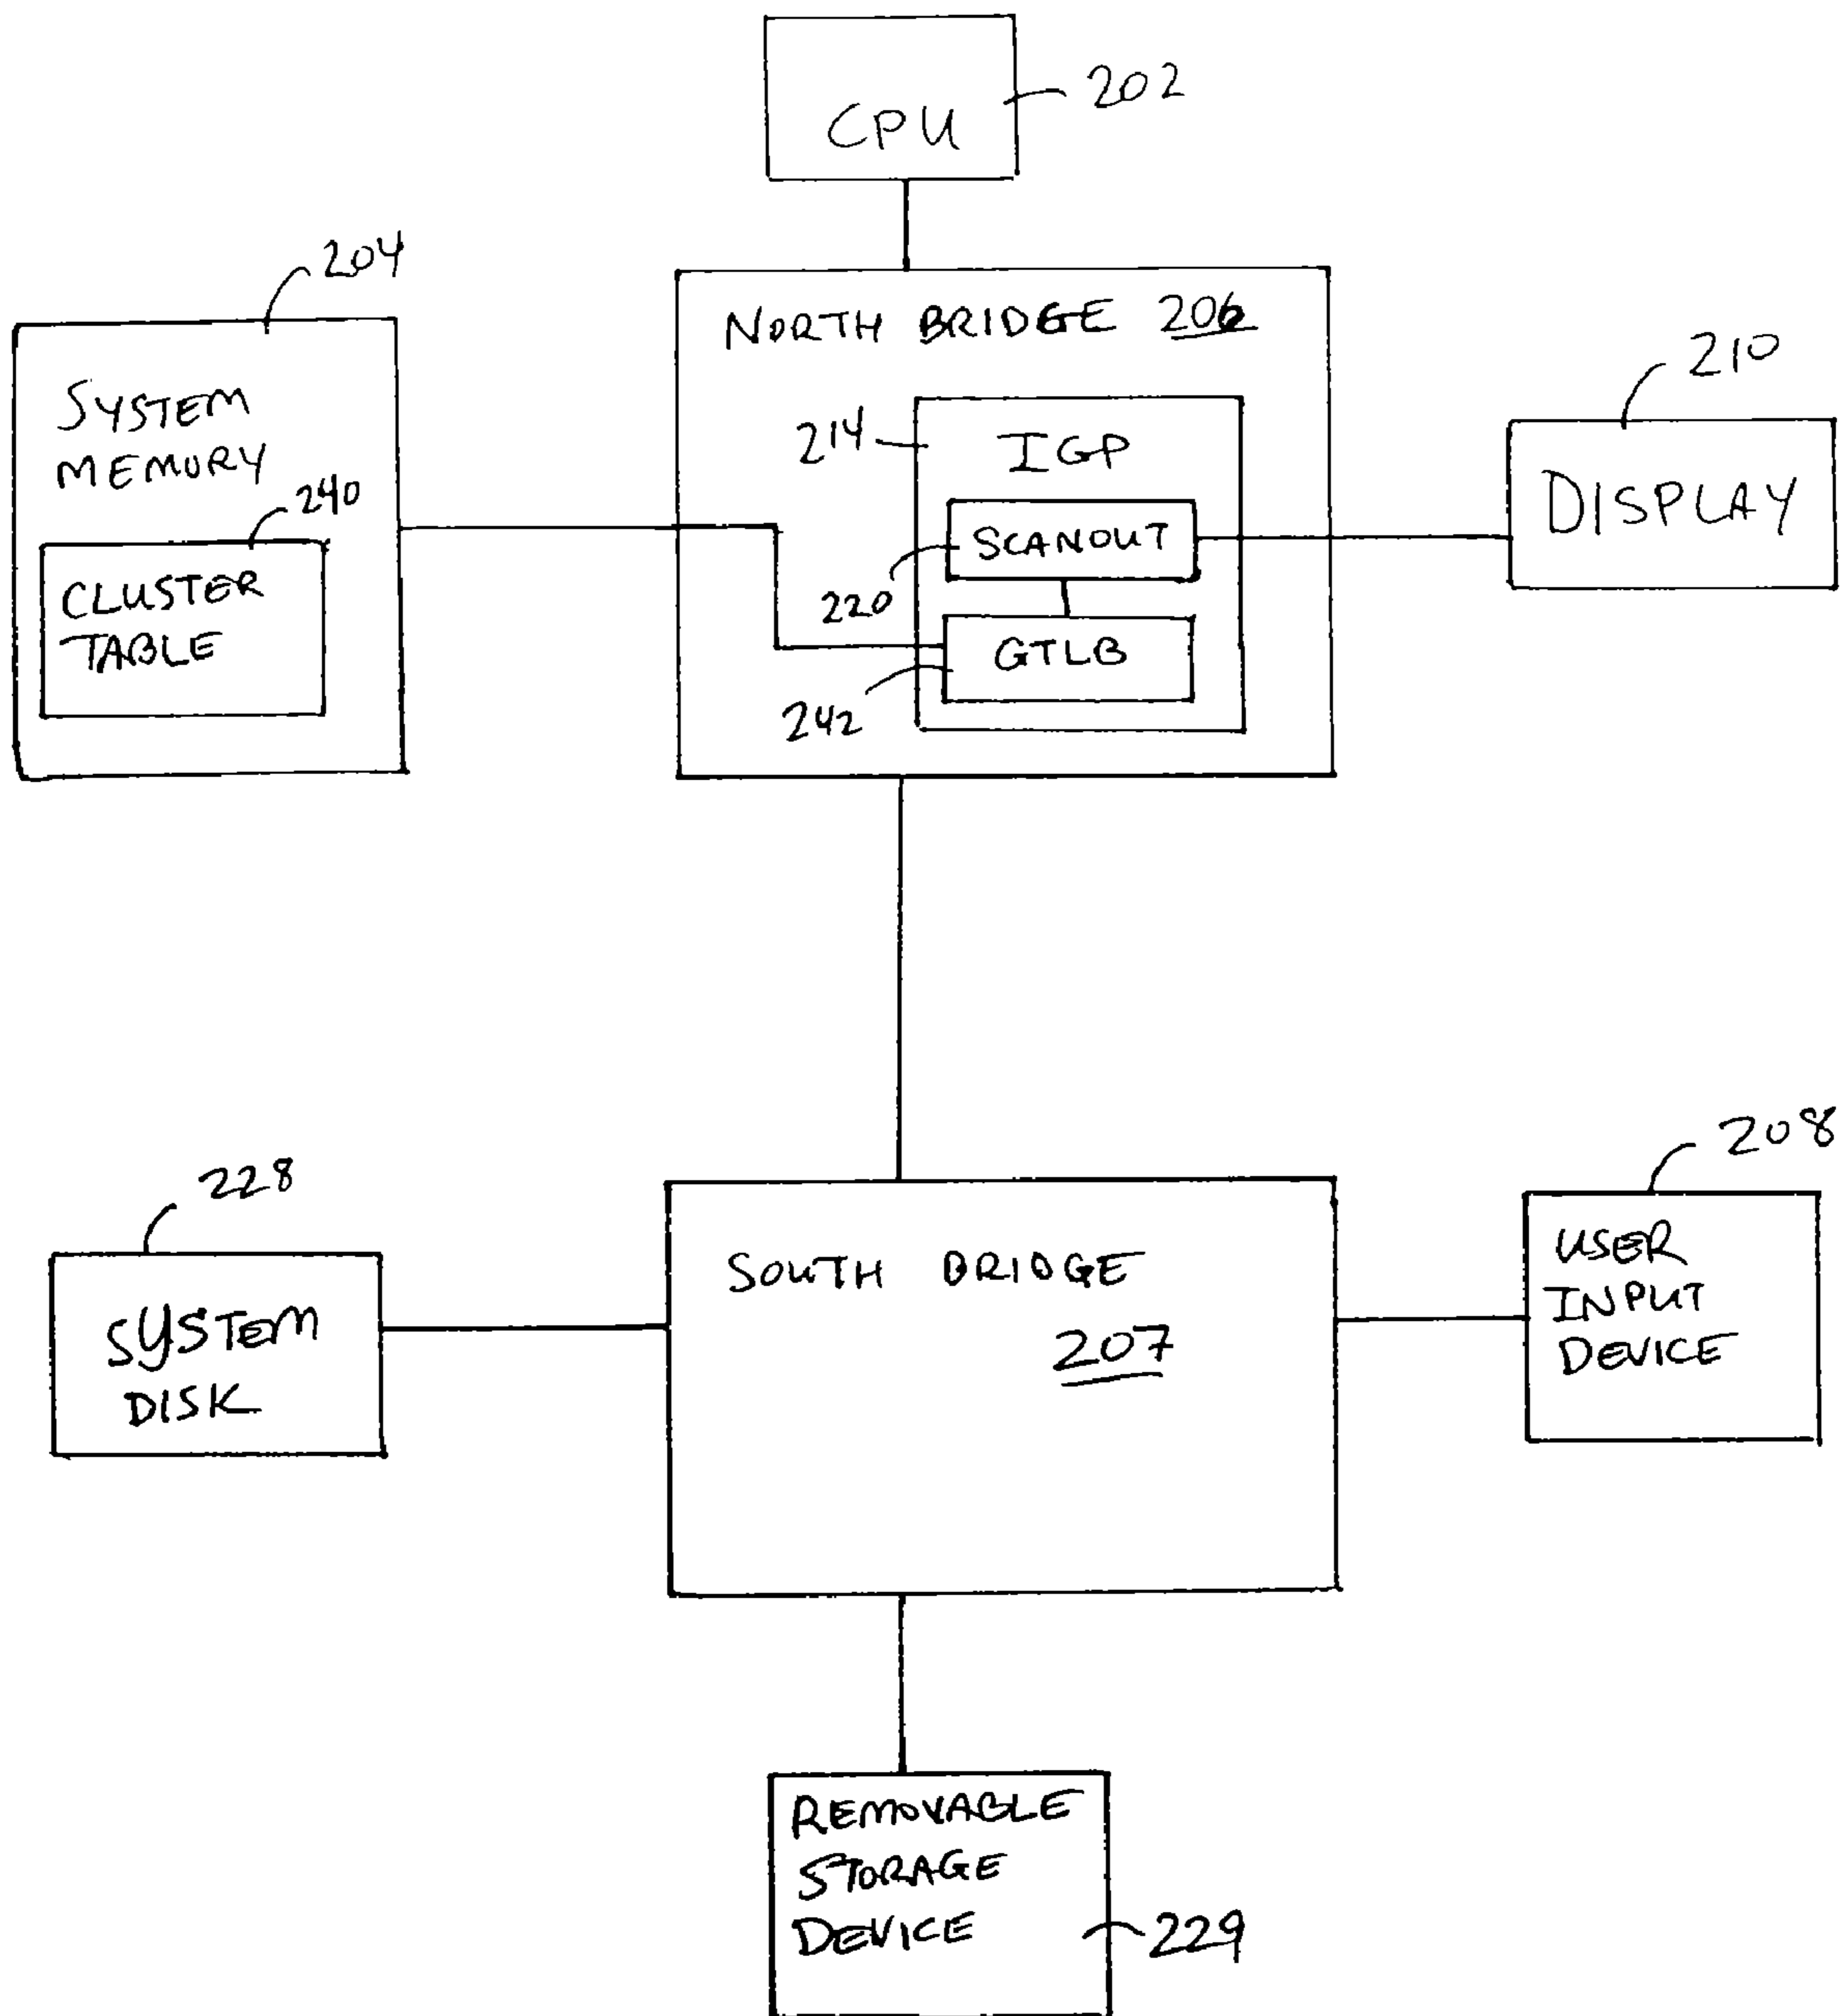 CPU
202
204
NORTH BRIDGE 206
210
SYSTEM
MEMORY
214
IGP
DISPLAY
240
SCANOUT
CLUSTER
TABLE
220
GTLB
242
228
208
SOUTH BRIDGE
207
USER
INPUT
DEVICE
SYSTEM
DISK
REMOVABLE
STORAGE
DEVICE
229